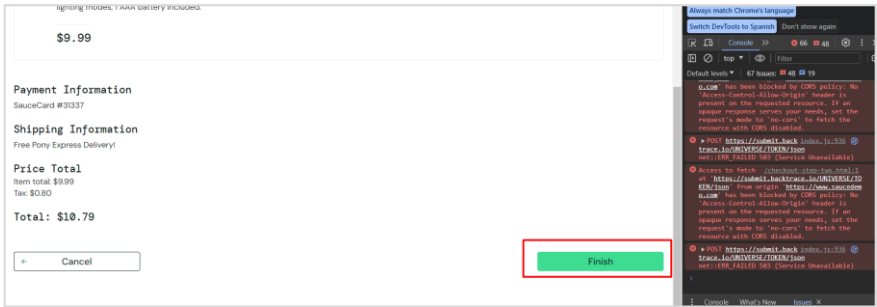 lighting modes, 1 AAA battery included.
$9.99
Payment Information
SauceCard #31337
Shipping Information
Free Pony Express Delivery!
Price Total
Item total: $9.99
Tax: $0.80
Total: $10.79
← Cancel
Finish
Always match Chrome's language
Switch DevTools to Spanish Don't show again
Console >> 66 48
top ▼ Filter
Default levels ▼ 67 Issues: 48 19
o.com' has been blocked by CORS policy: No
'Access-Control-Allow-Origin' header is
present on the requested resource. If an
opaque response serves your needs, set the
request's mode to 'no-cors' to fetch the
resource with CORS disabled.
▸POST https://submit.back index.js:936
trace.io/UNIVERSE/TOKEN/json
net::ERR_FAILED 503 (Service Unavailable)
Access to fetch /checkout-step-two.html:1
at 'https://submit.backtrace.io/UNIVERSE/TO
KEN/json' from origin 'https://www.saucedem
o.com' has been blocked by CORS policy: No
'Access-Control-Allow-Origin' header is
present on the requested resource. If an
opaque response serves your needs, set the
request's mode to 'no-cors' to fetch the
resource with CORS disabled.
▸POST https://submit.back index.js:936
trace.io/UNIVERSE/TOKEN/json
net::ERR_FAILED 503 (Service Unavailable)
>
Console What's New Issues ×